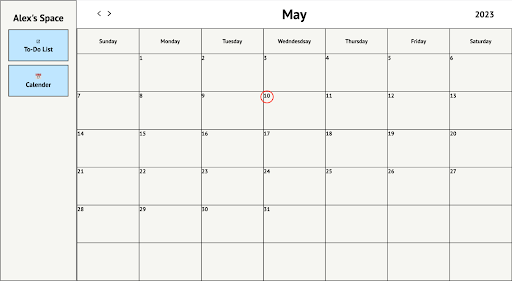 Alex's Space
To-Do List
Calender
< >
May
2023
Sunday Monday Tuesday Wedndesdsay Thursday Friday Saturday
1 2 3 4 5 6
7 8 9 10 11 12 13
14 15 16 17 18 19 20
21 22 23 24 25 26 27
28 29 30 31